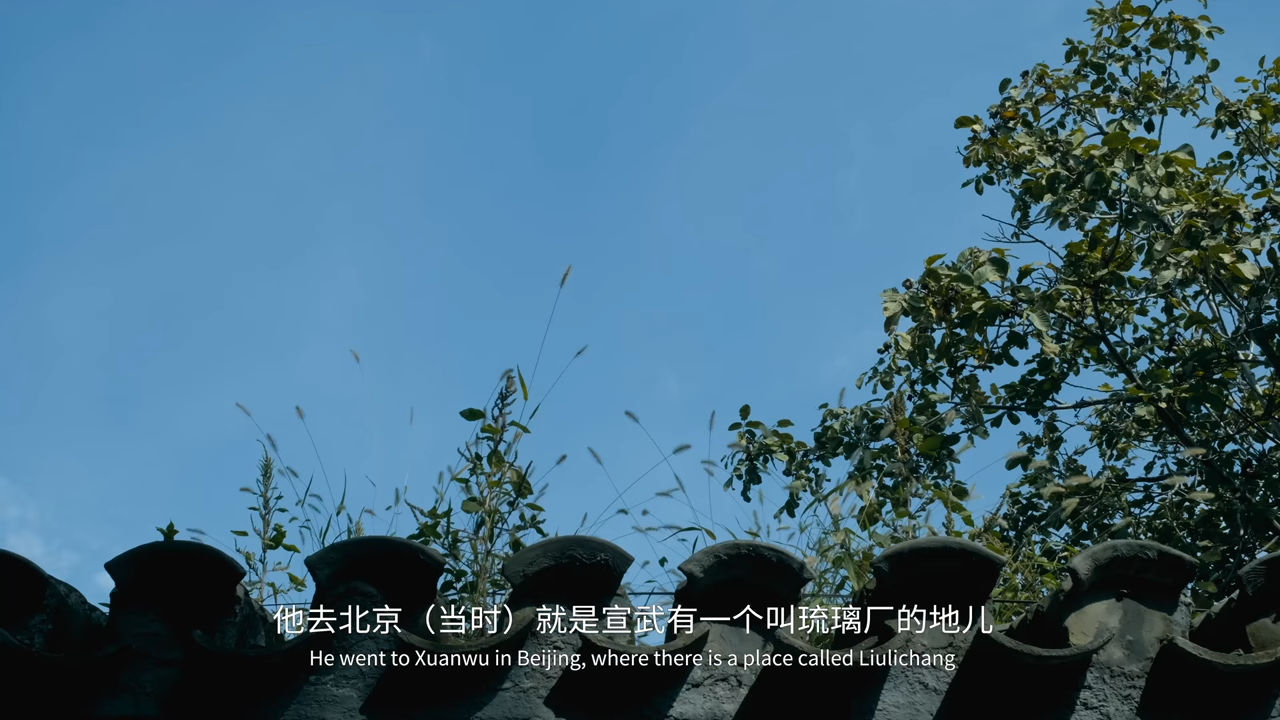 他去北京（当时）就是宣武有一个叫琉璃厂的地儿
He went to Xuanwu in Beijing, where there is a place called Liulichang